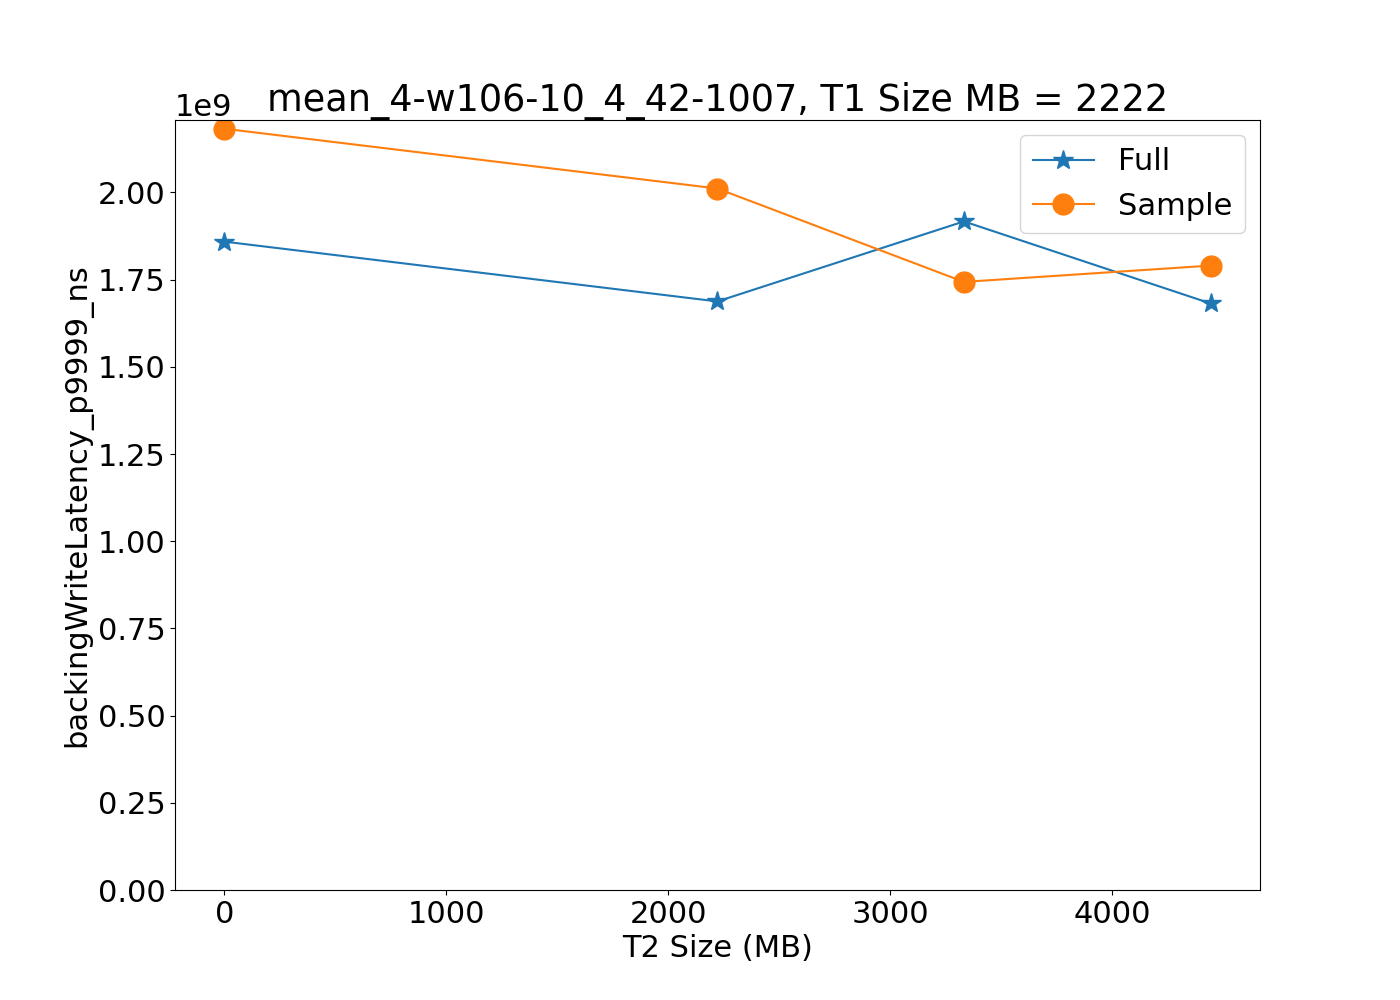 1e9
mean_4-w106-10_4_42-1007, T1 Size MB = 2222
Full
Sample
backingWriteLatency_p9999_ns
2.00
1.75
1.50
1.25
1.00
0.75
0.50
0.25
0.00
0 1000 2000 3000 4000
T2 Size (MB)